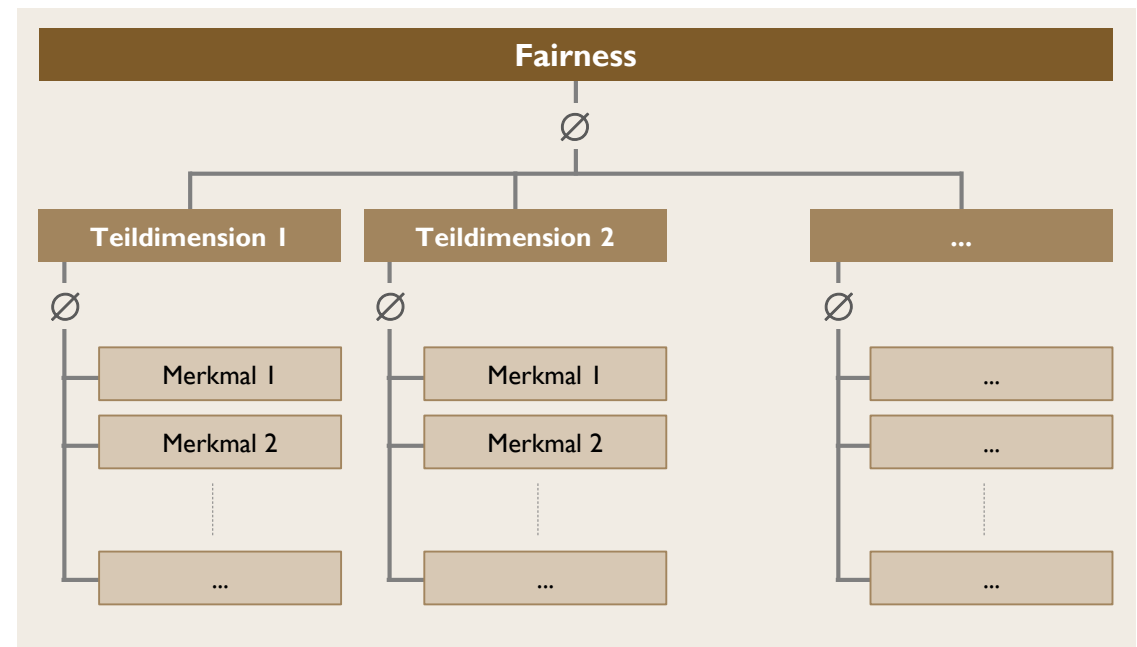 Fairness
Ø
Teildimension 1
Teildimension 2
...
Ø
Ø
Ø
Merkmal 1
Merkmal 1
...
Merkmal 2
Merkmal 2
...
...
...
...